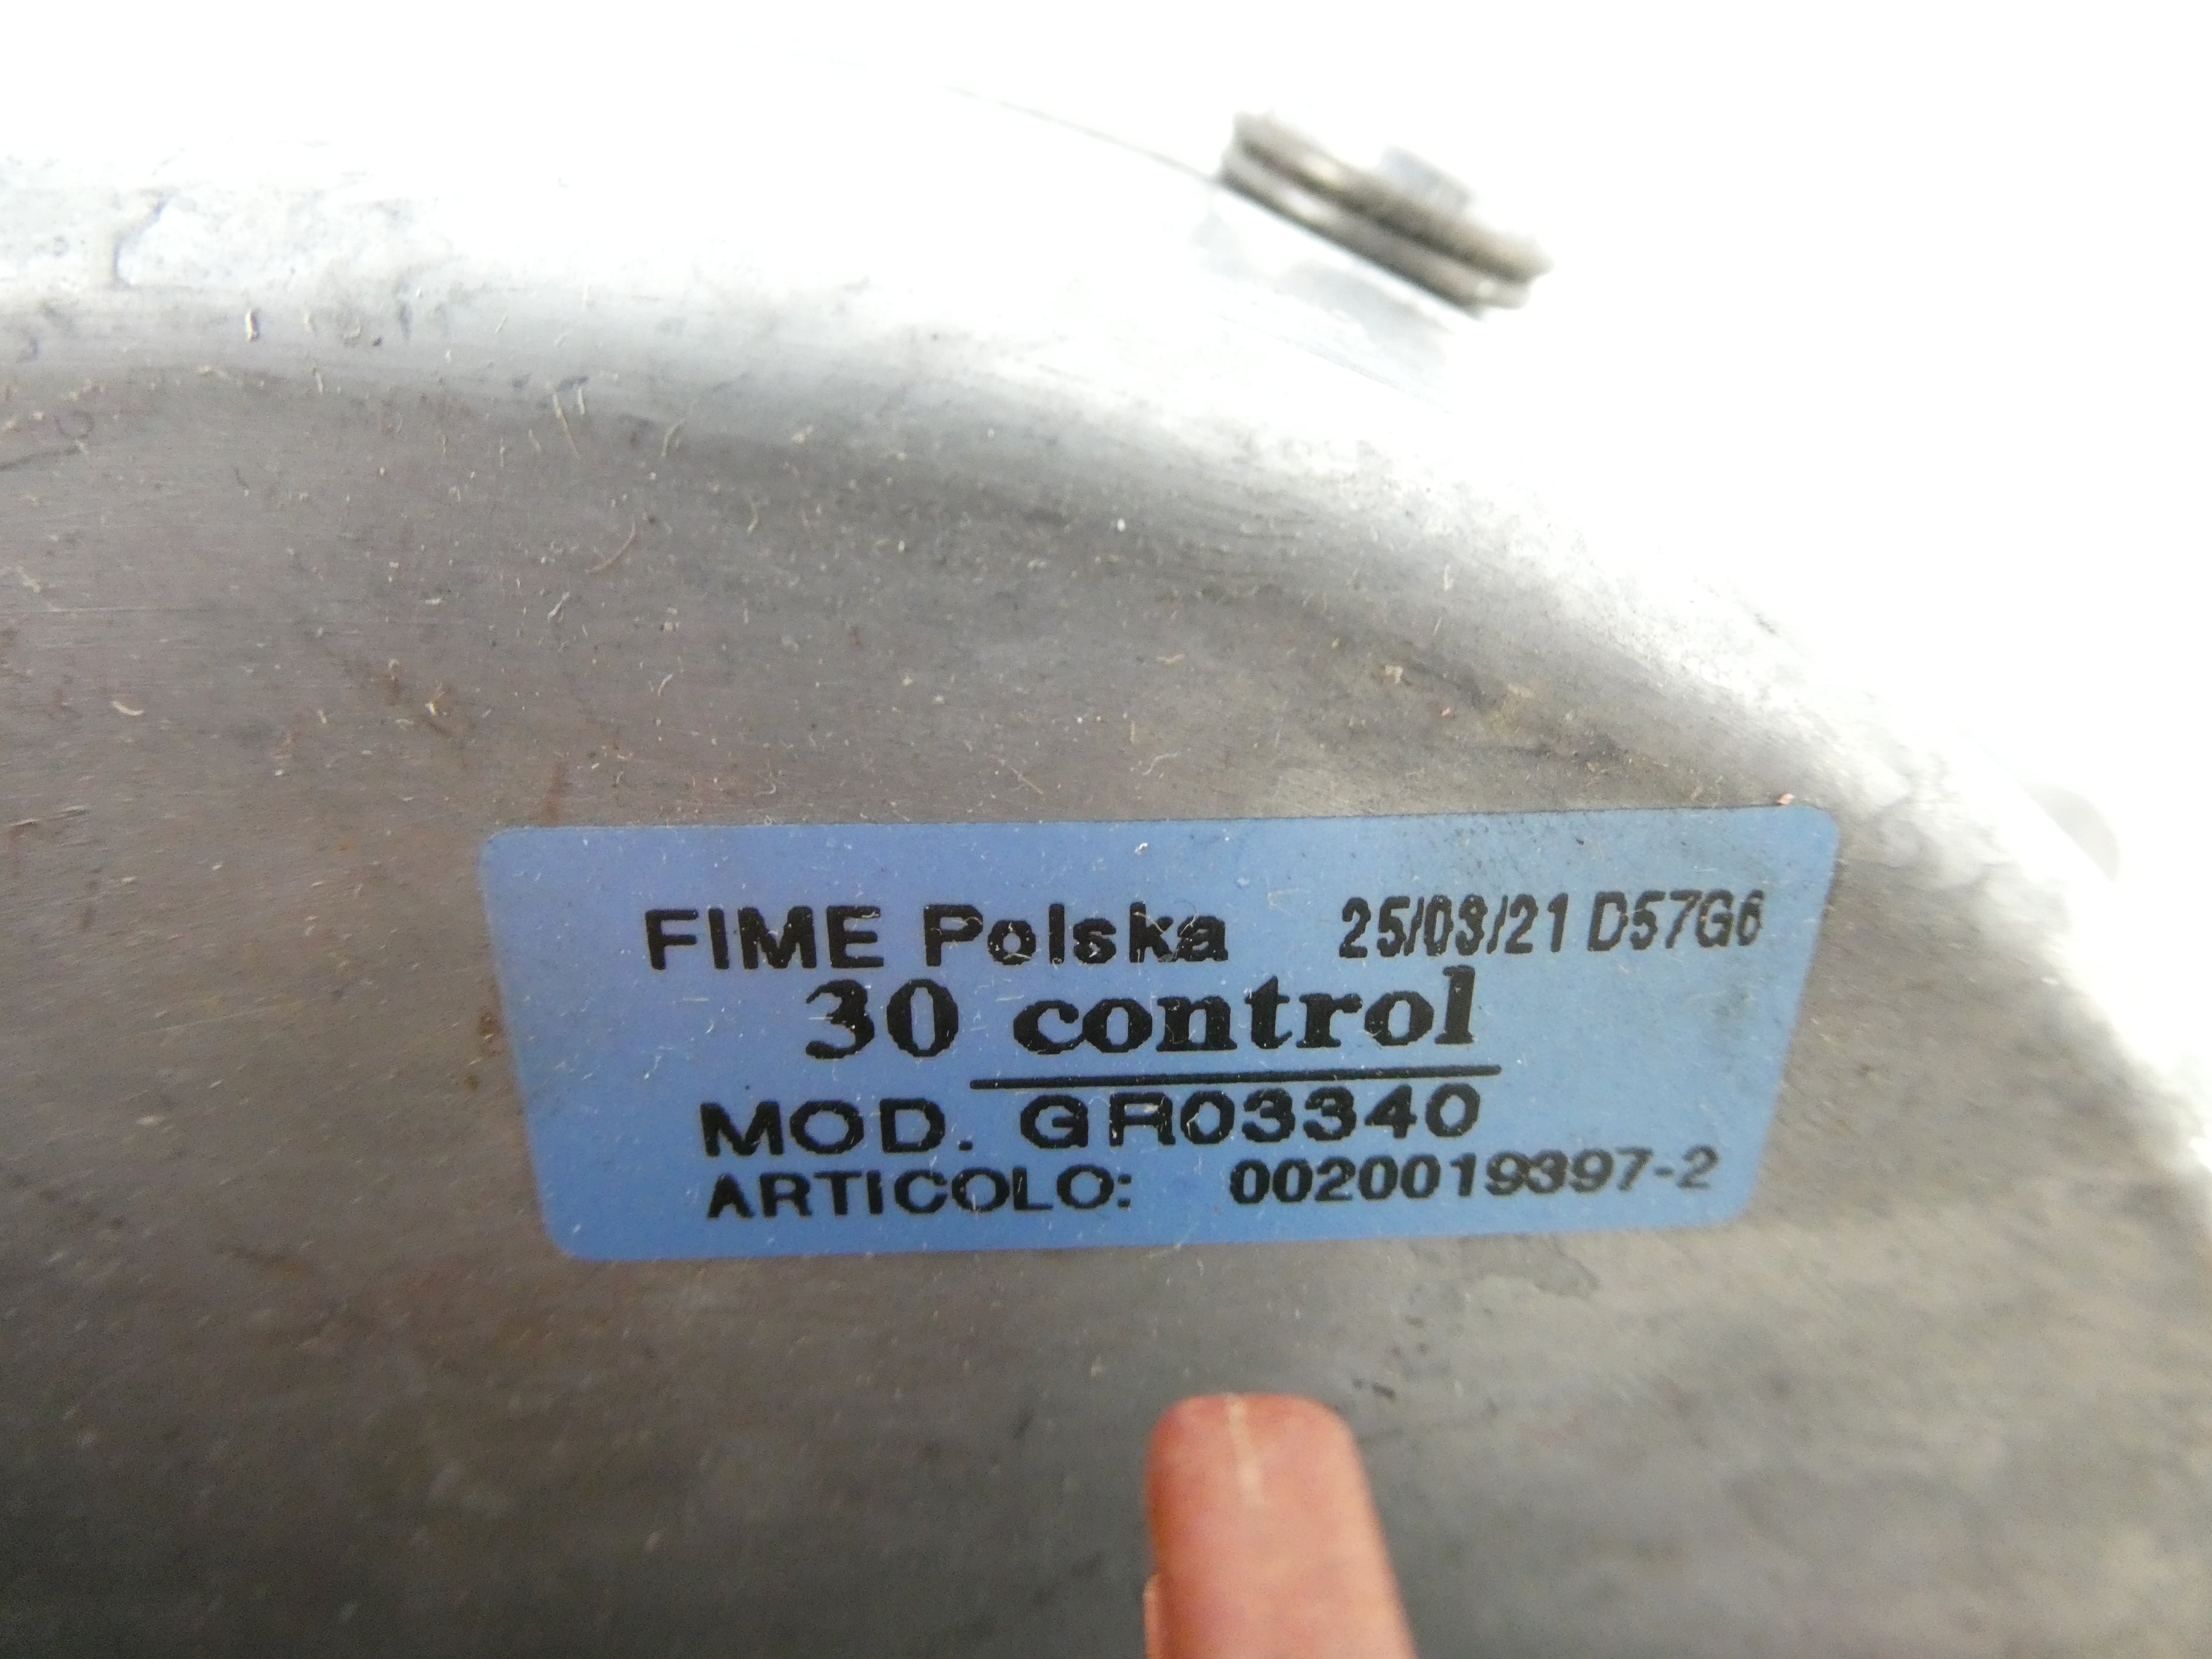 FIME Polska 25/03/21 D57G6
30 control
MOD. GR03340
ARTICOLO: 0020019397-2